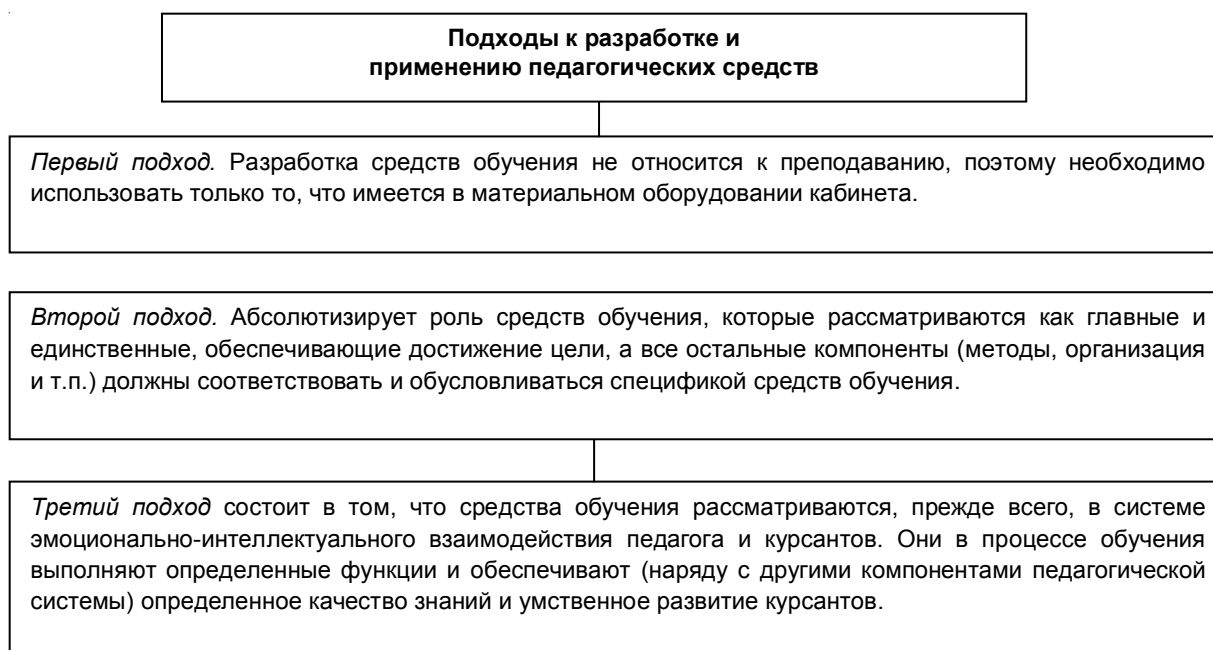 Подходы к разработке и
применению педагогических средств
Первый подход. Разработка средств обучения не относится к преподаванию, поэтому необходимо
использовать только то, что имеется в материальном оборудовании кабинета.
Второй подход. Абсолютизирует роль средств обучения, которые рассматриваются как главные и
единственные, обеспечивающие достижение цели, а все остальные компоненты (методы, организация
и т.п.) должны соответствовать и обусловливаться спецификой средств обучения.
Третий подход состоит в том, что средства обучения рассматриваются, прежде всего, в системе
эмоционально-интеллектуального взаимодействия педагога и курсантов. Они в процессе обучения
выполняют определенные функции и обеспечивают (наряду с другими компонентами педагогической
системы) определенное качество знаний и умственное развитие курсантов.